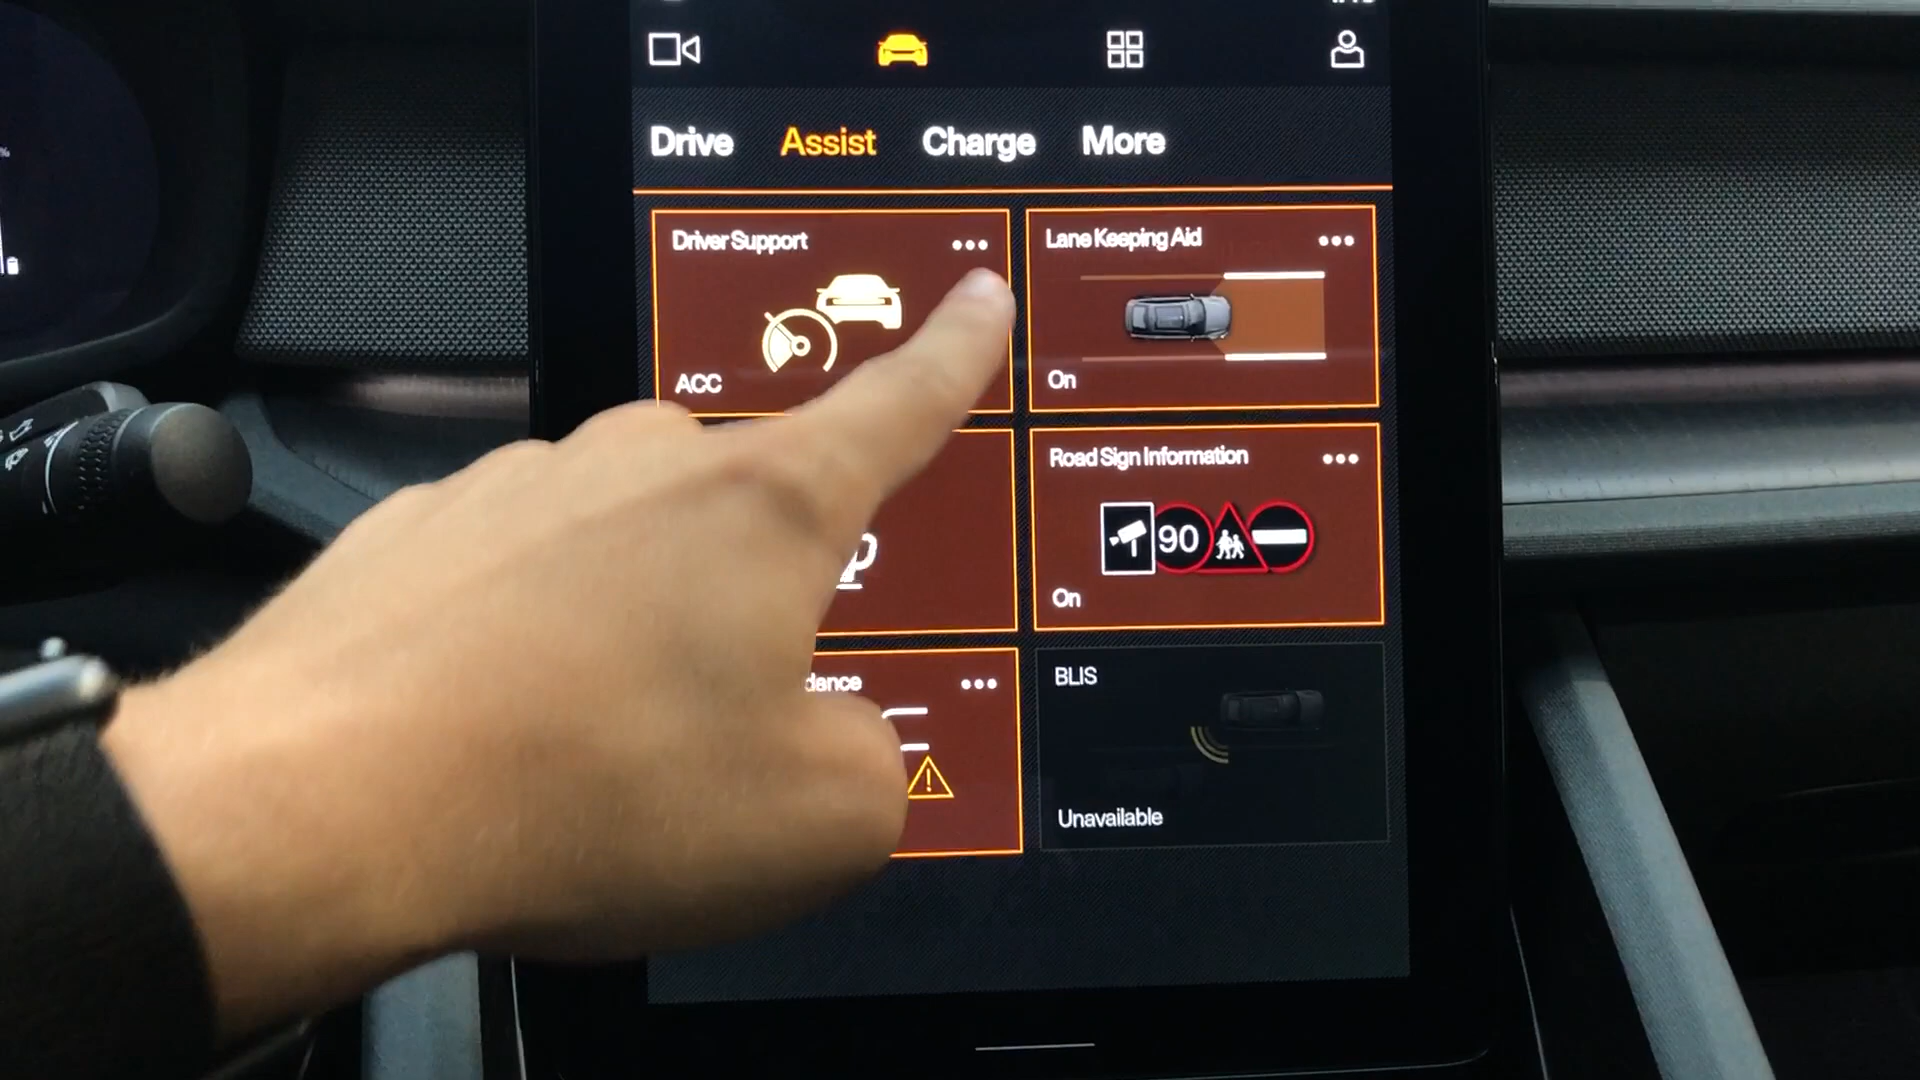 Drive Assist Charge More
Driver Support
ACC
Lane Keeping Aid
On
Road Sign Information
90
On
dance
BLIS
Unavailable
%